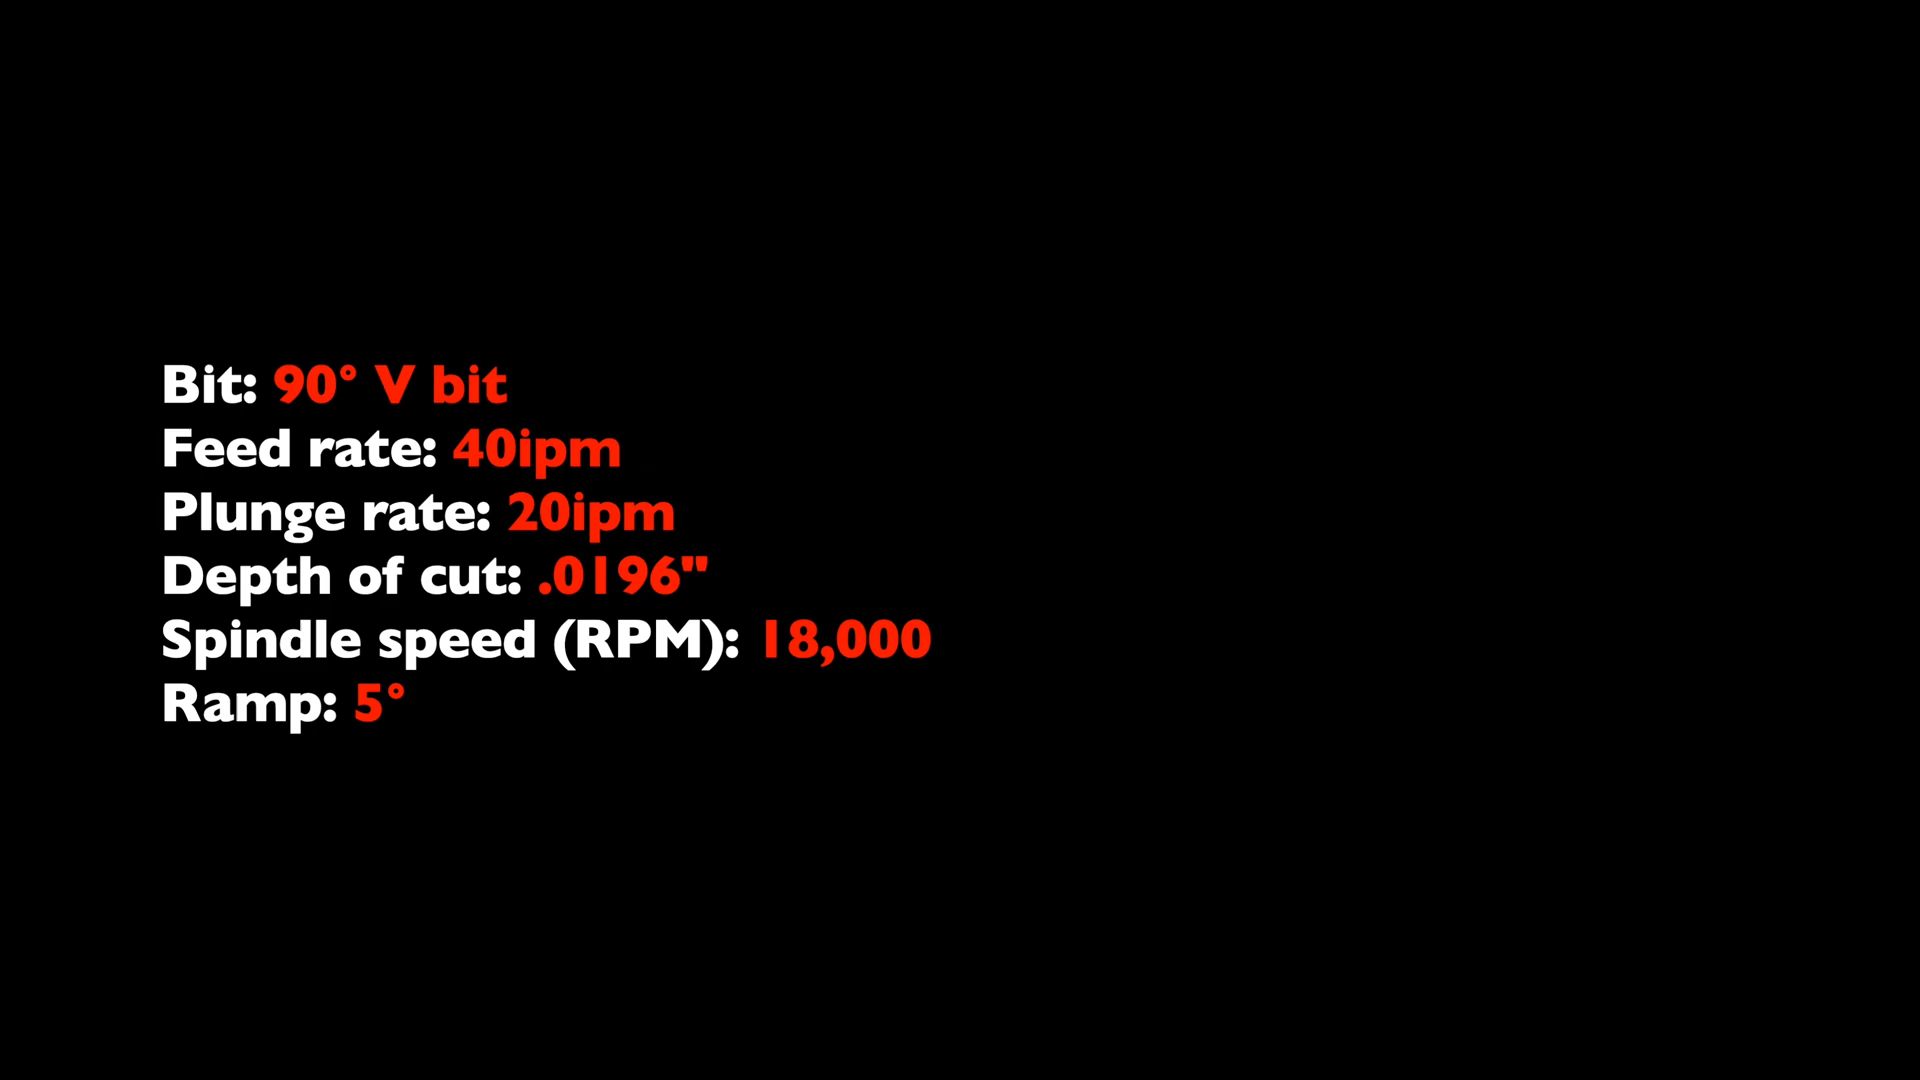 Bit: 90° V bit
Feed rate: 40ipm
Plunge rate: 20ipm
Depth of cut: .0196"
Spindle speed (RPM): 18,000
Ramp: 5°